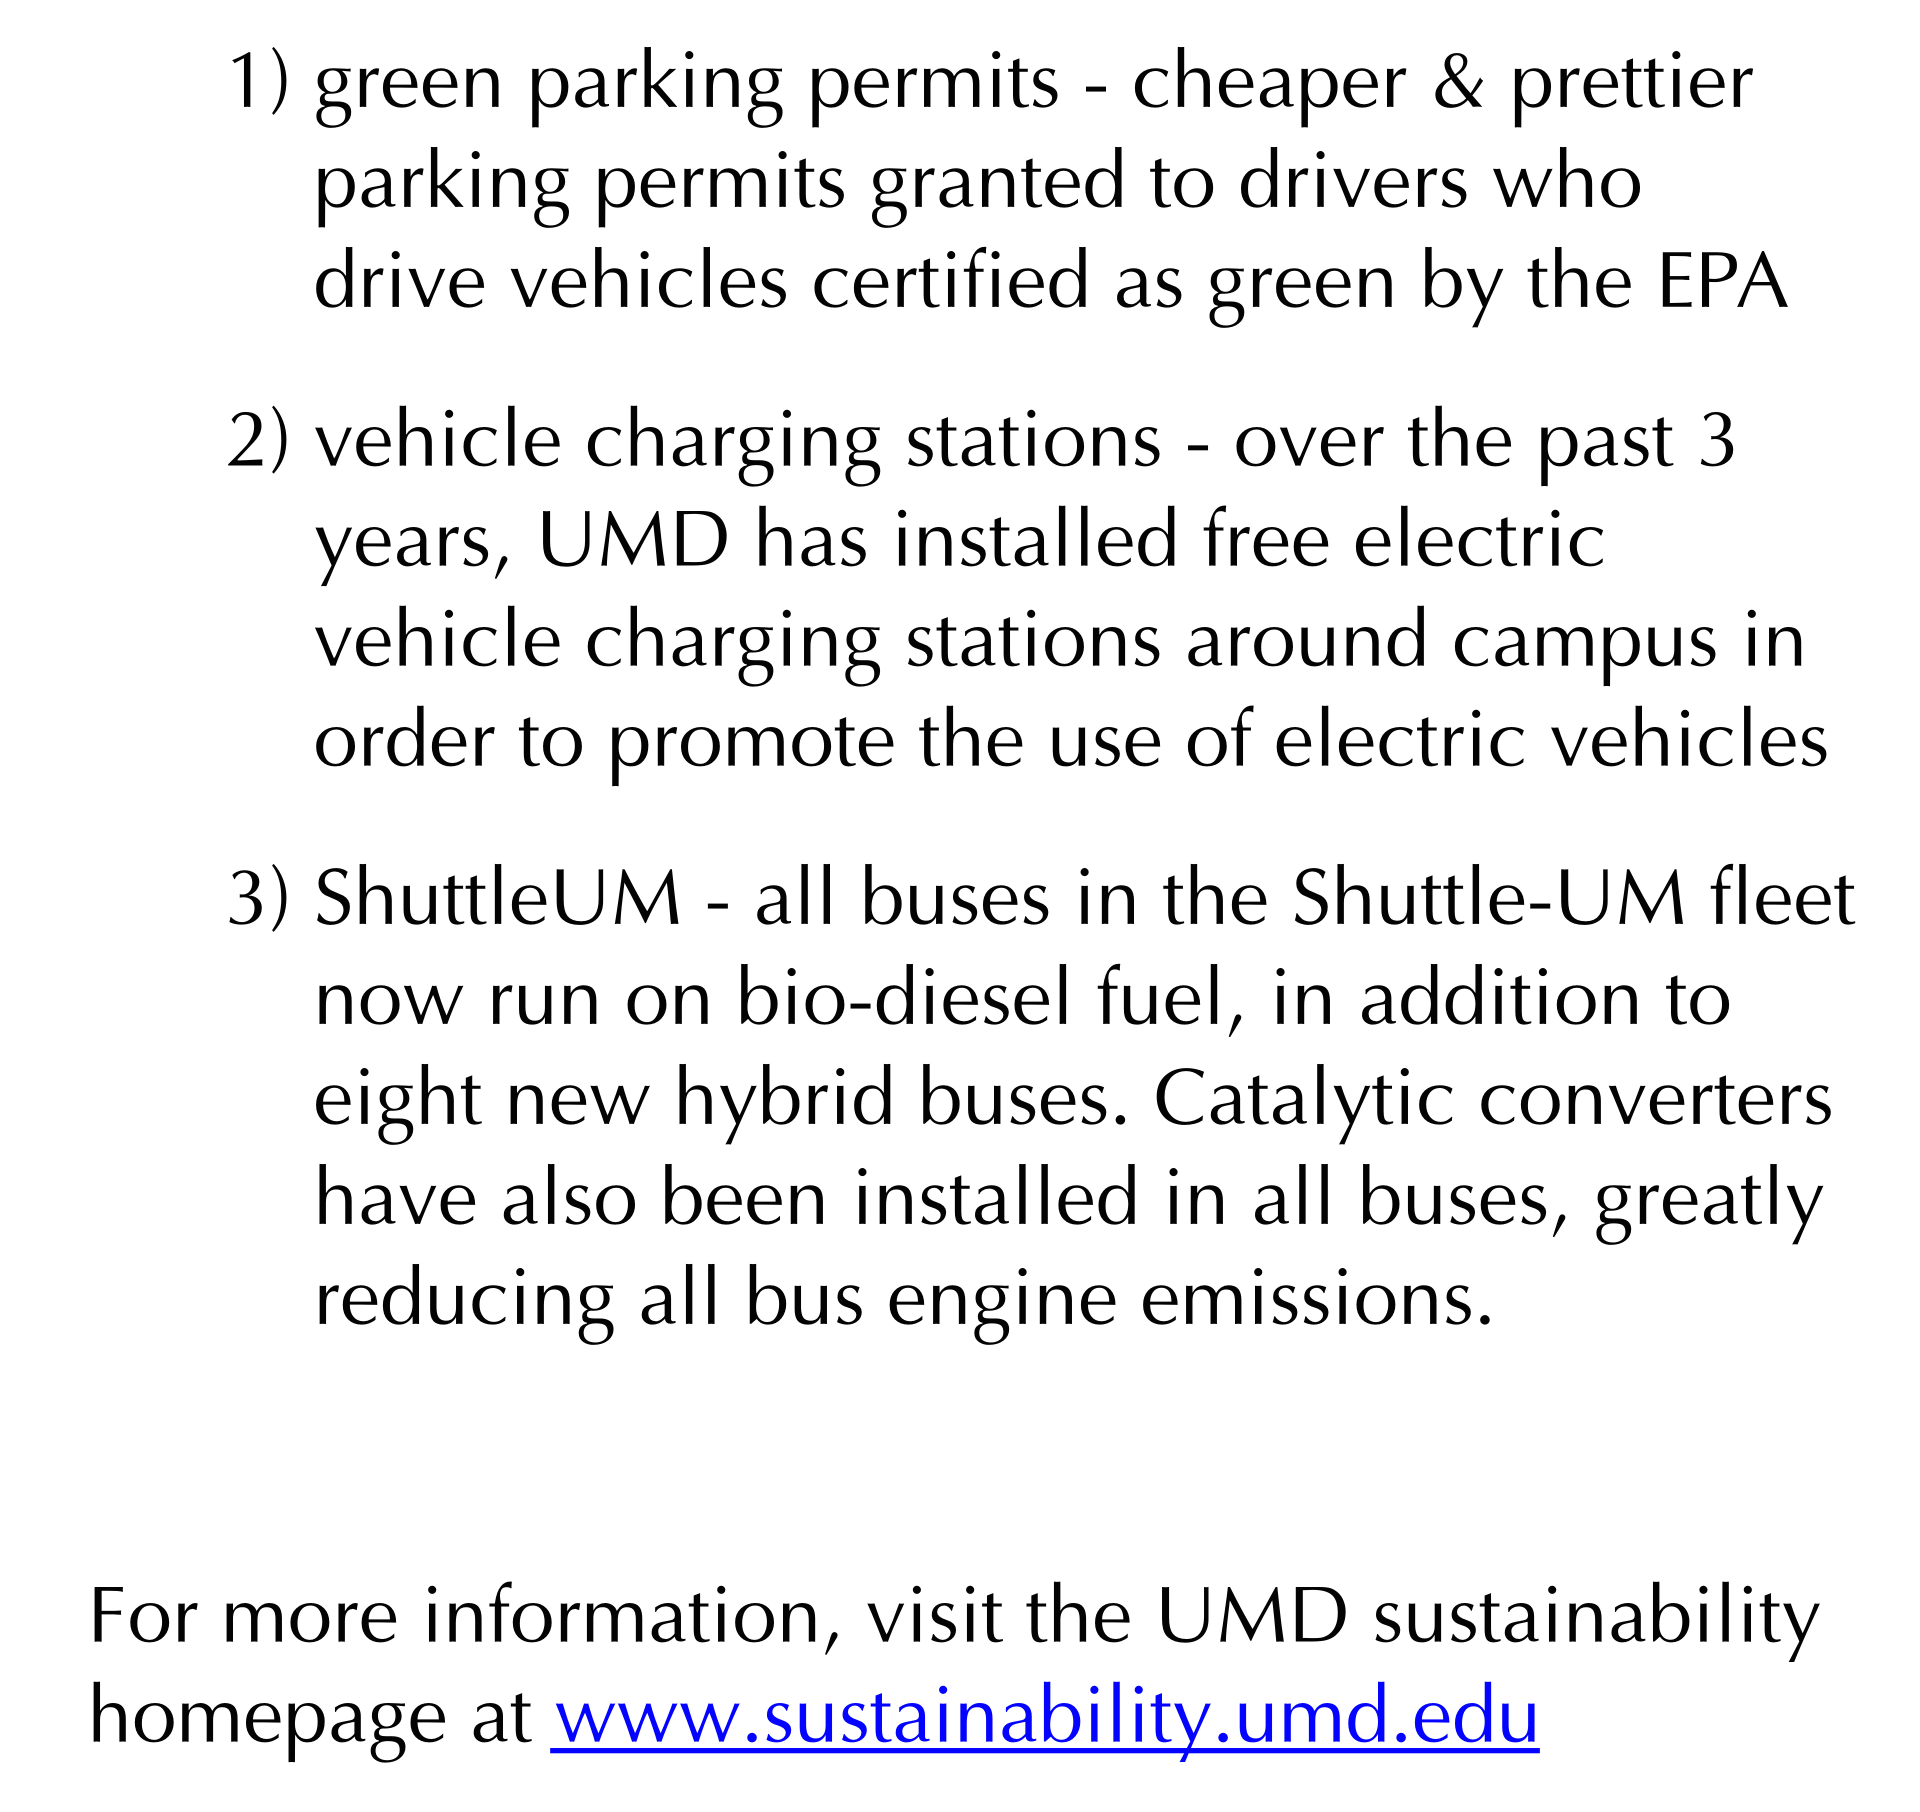 1) green parking permits - cheaper & prettier
parking permits granted to drivers who
drive vehicles certified as green by the EPA
2) vehicle charging stations - over the past 3
years, UMD has installed free electric
vehicle charging stations around campus in
order to promote the use of electric vehicles
3) ShuttleUM - all buses in the Shuttle-UM fleet
now run on bio-diesel fuel, in addition to
eight new hybrid buses. Catalytic converters
have also been installed in all buses, greatly
reducing all bus engine emissions.
For more information, visit the UMD sustainability
homepage at www.sustainability.umd.edu